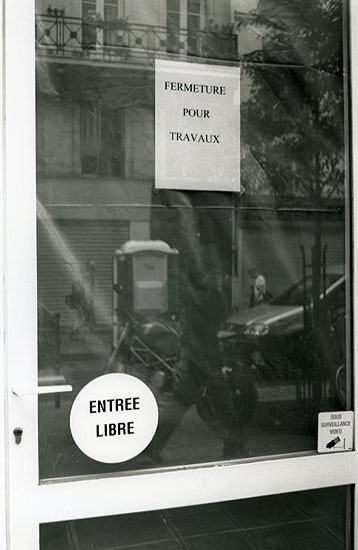 FERMETURE
POUR
TRAVAUX
ENTREE
LIBRE
SOUS
SURVEILLANCE
VIDEO